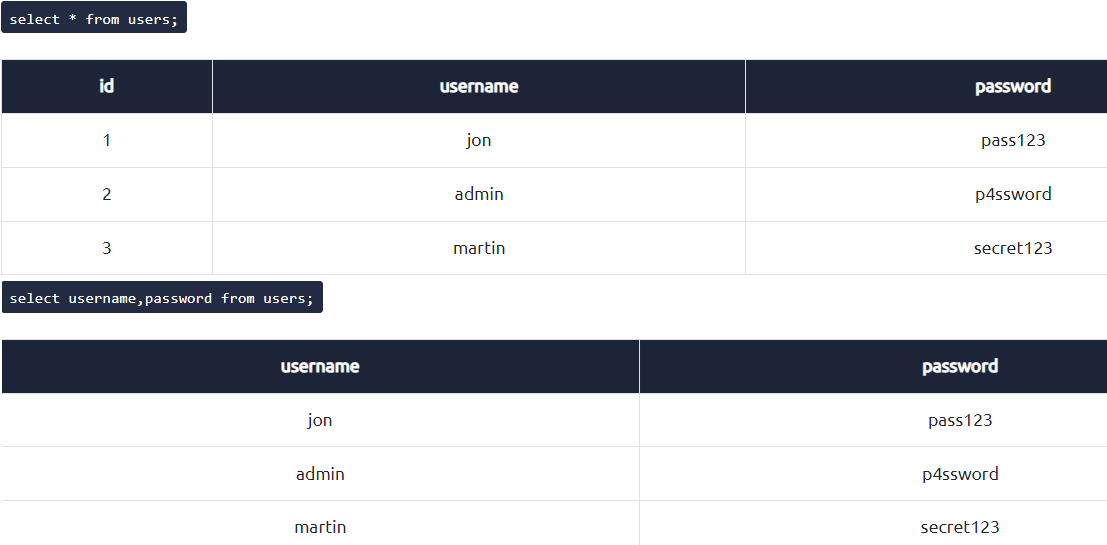 select * from users;
id username password
1 jon pass123
2 admin p4ssword
3 martin secret123
select username,password from users;
username password
jon pass123
admin p4ssword
martin secret123